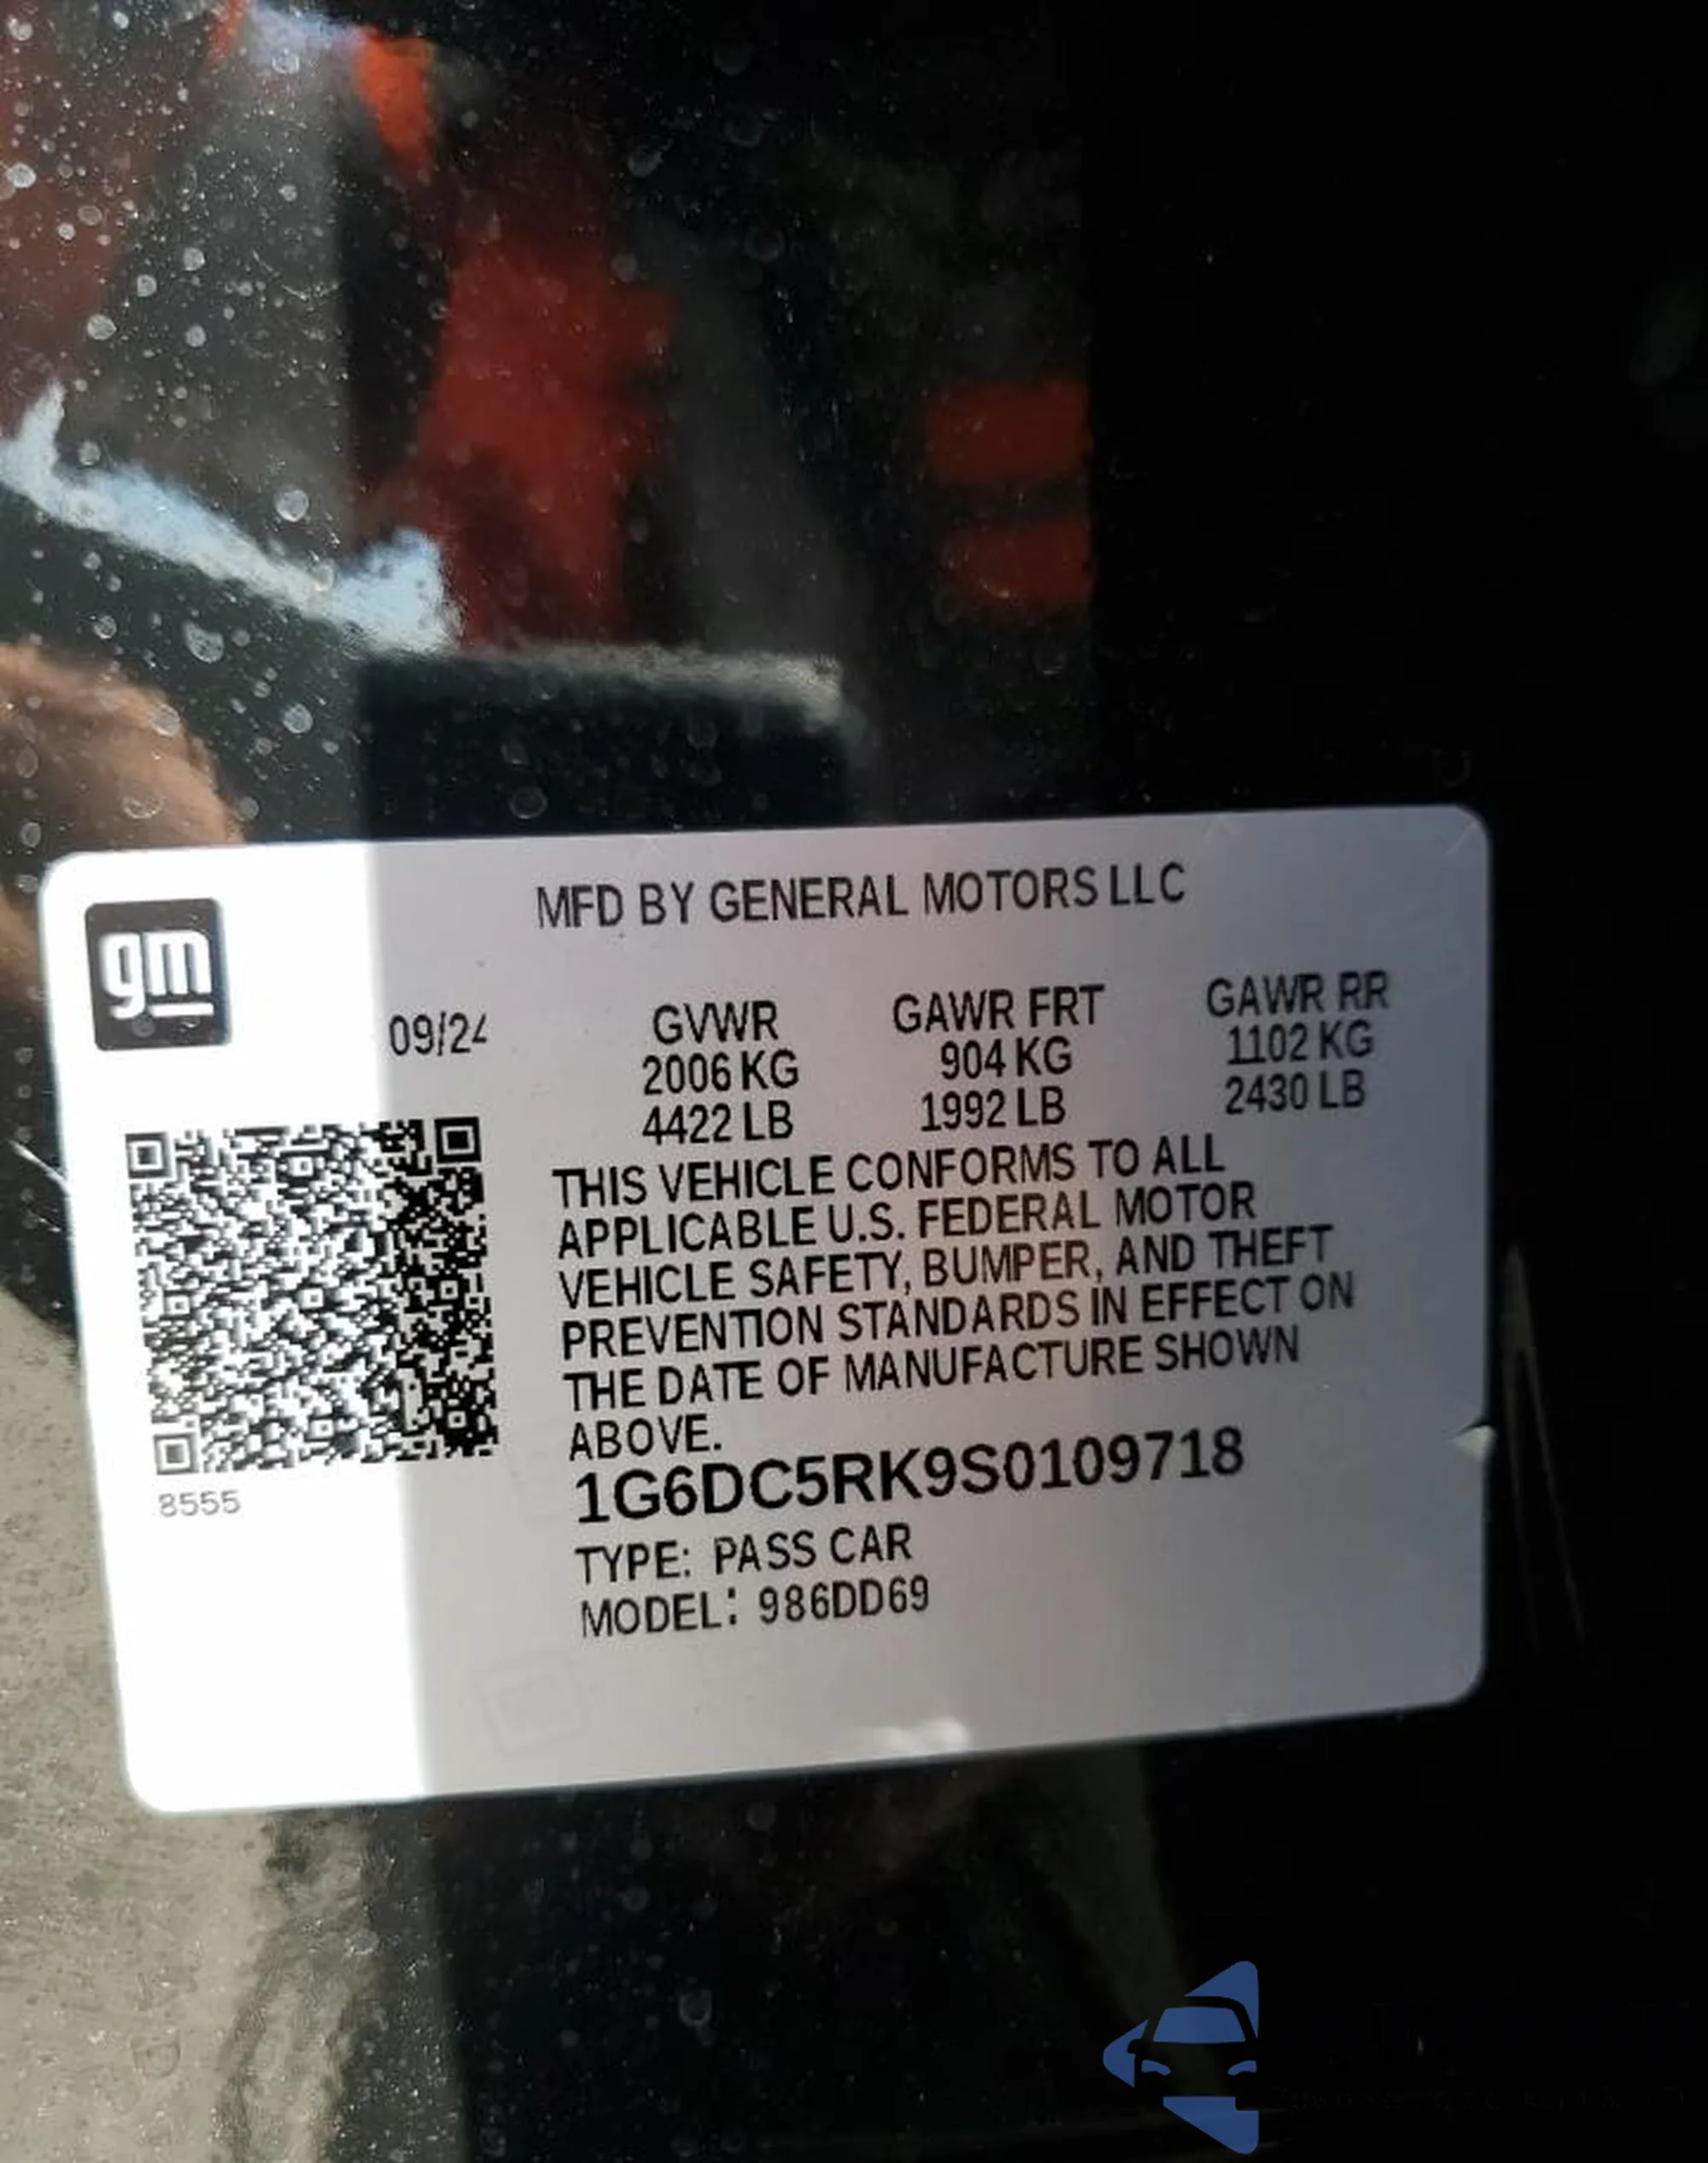 MFD BY GENERAL MOTORS LLC
gm
09/24
GVWR GAWR FRT GAWR RR
2006 KG 904 KG 1102 KG
4422 LB 1992 LB 2430 LB
THIS VEHICLE CONFORMS TO ALL
APPLICABLE U.S. FEDERAL MOTOR
VEHICLE SAFETY, BUMPER, AND THEFT
PREVENTION STANDARDS IN EFFECT ON
THE DATE OF MANUFACTURE SHOWN
ABOVE.
8555
1G6DC5RK9S0109718
TYPE: PASS CAR
MODEL: 986DD69